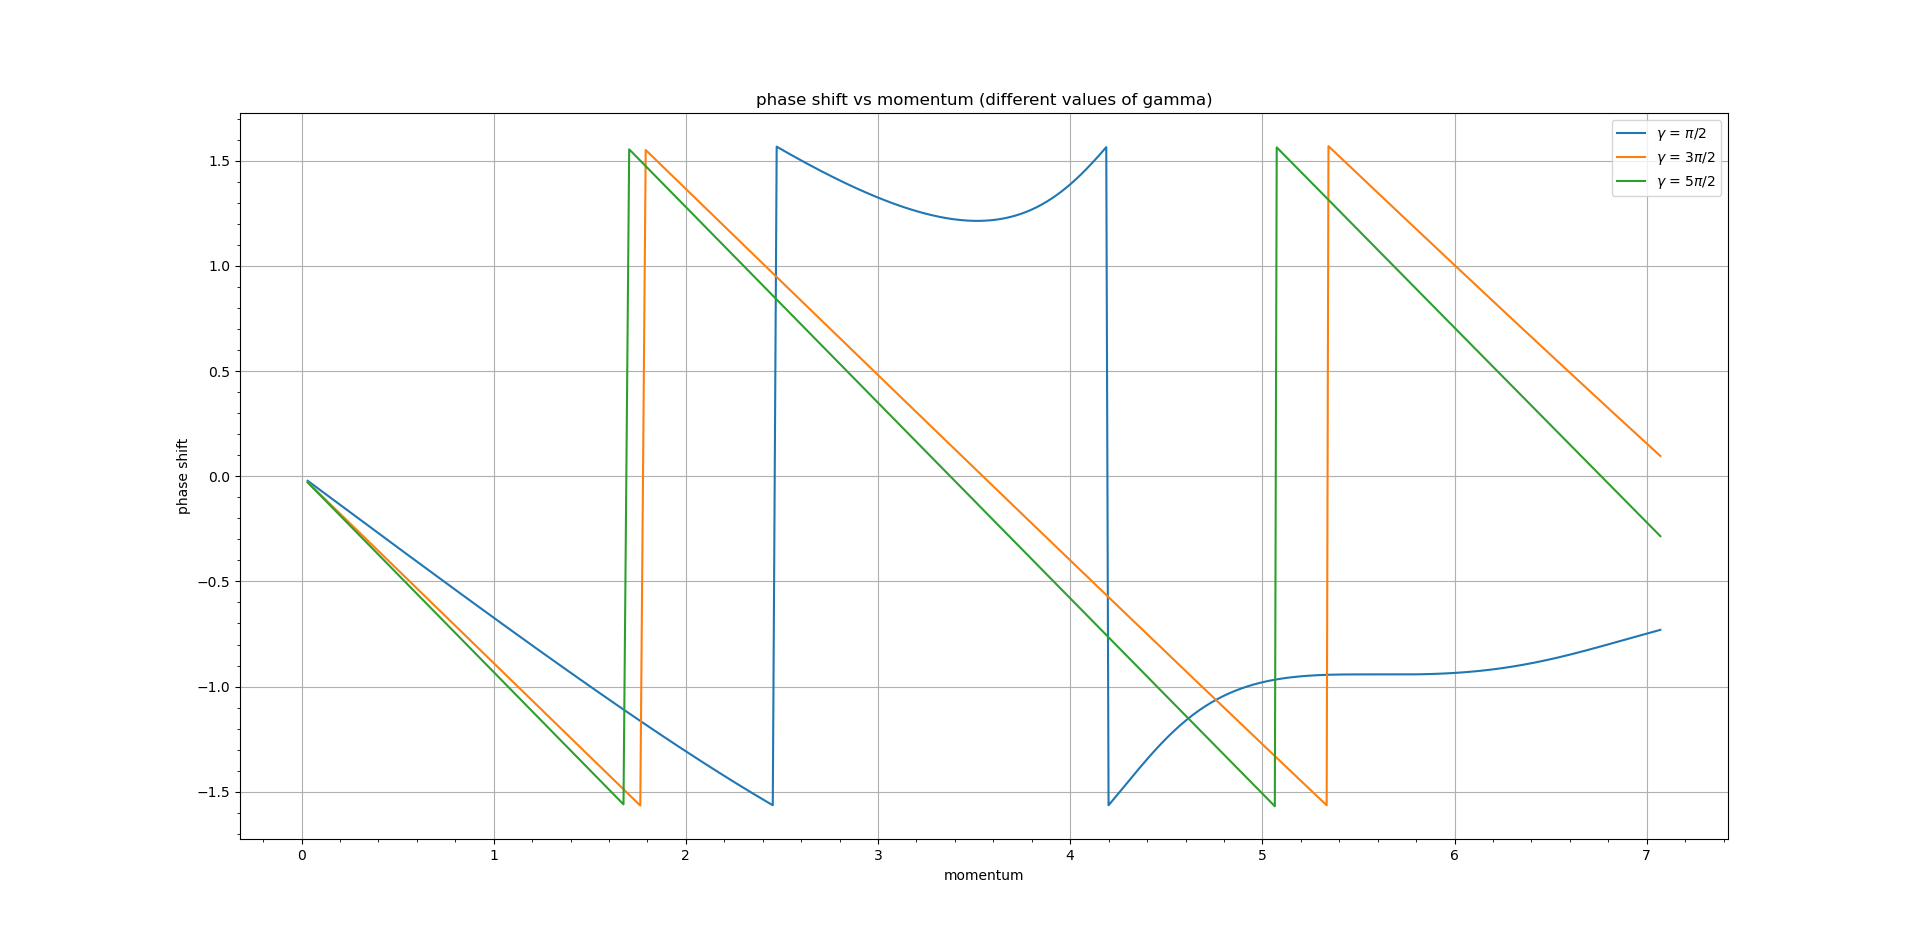 phase shift vs momentum (different values of gamma)
γ = π/2
γ = 3π/2
γ = 5π/2
1.5
1.0
0.5
0.0
−0.5
−1.0
−1.5
phase shift
0 1 2 3 4 5 6 7
momentum